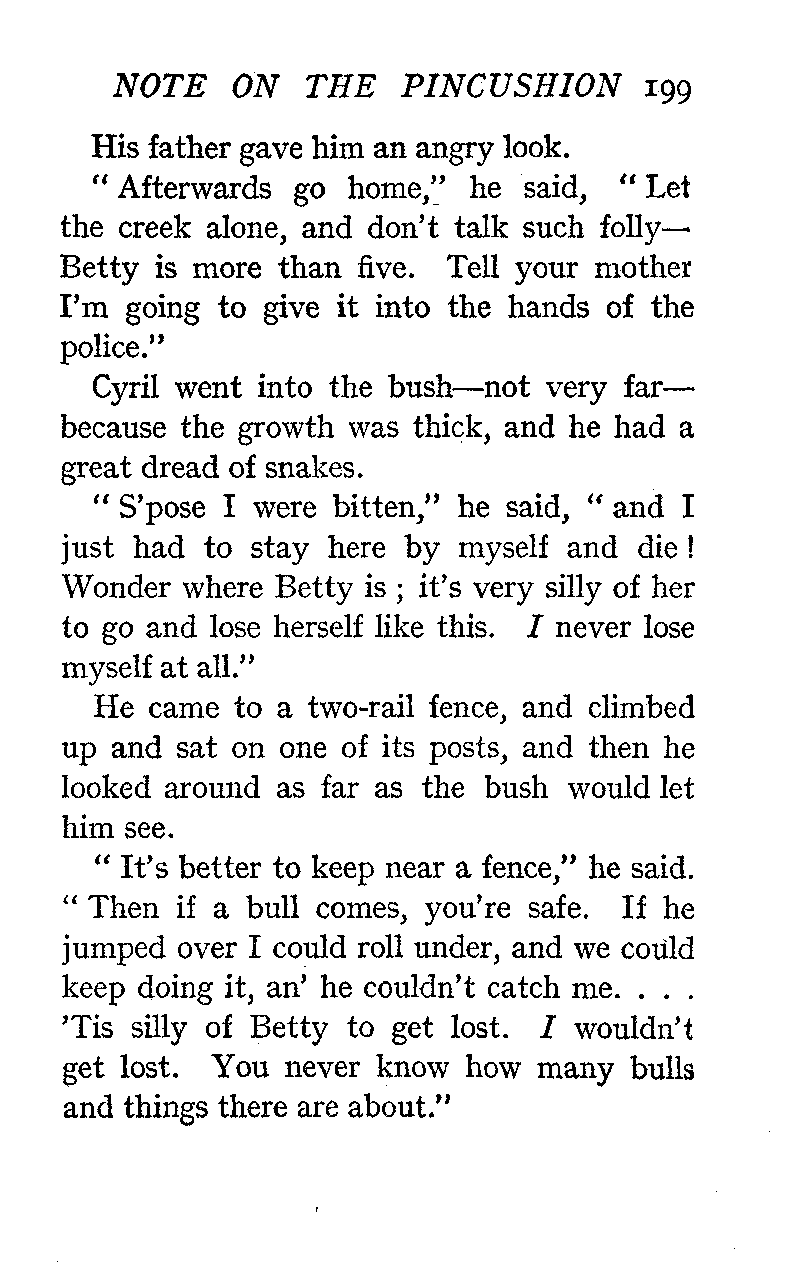 NOTE ON THE PINCUSHION 199
His father gave him an angry look.
“ Afterwards go home,” he said, “ Let
the creek alone, and don’t talk such folly—
Betty is more than five. Tell your mother
I’m going to give it into the hands of the
police.”
Cyril went into the bush—not very far—
because the growth was thick, and he had a
great dread of snakes.
“ S’pose I were bitten,” he said, “ and I
just had to stay here by myself and die !
Wonder where Betty is ; it’s very silly of her
to go and lose herself like this. I never lose
myself at all.”
He came to a two-rail fence, and climbed
up and sat on one of its posts, and then he
looked around as far as the bush would let
him see.
“ It’s better to keep near a fence,” he said.
“ Then if a bull comes, you’re safe. If he
jumped over I could roll under, and we could
keep doing it, an’ he couldn’t catch me. . . .
’Tis silly of Betty to get lost. I wouldn’t
get lost. You never know how many bulls
and things there are about.”